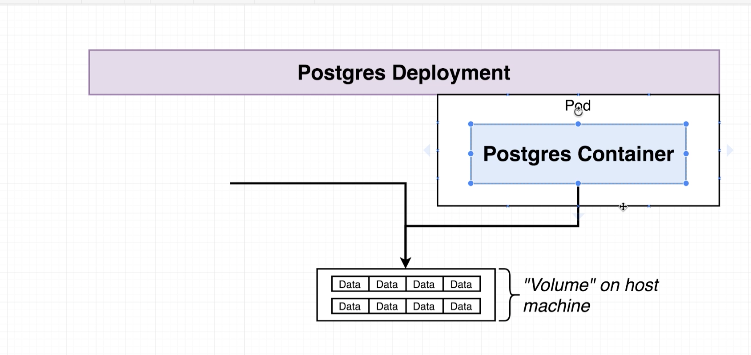 Postgres Deployment
Pod
Postgres Container
Data Data Data Data
Data Data Data Data
"Volume" on host
machine